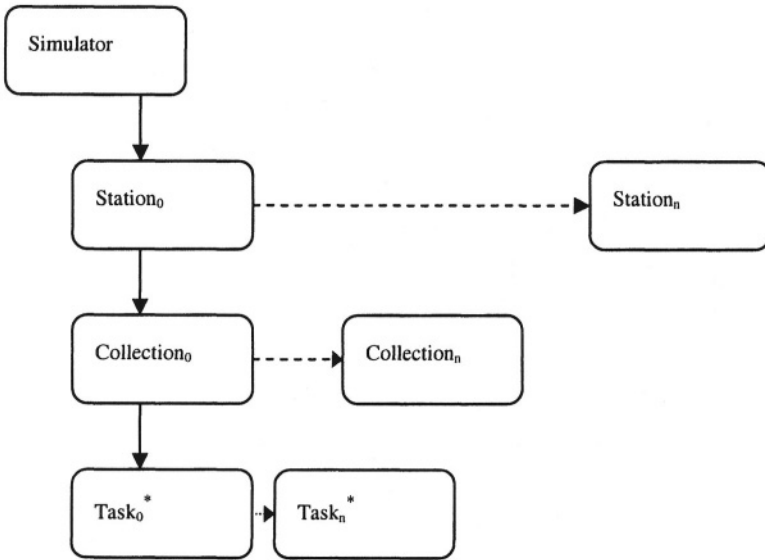 Simulator
Station₀
Stationₙ
Collection₀
Collectionₙ
Task₀*
Taskₙ*